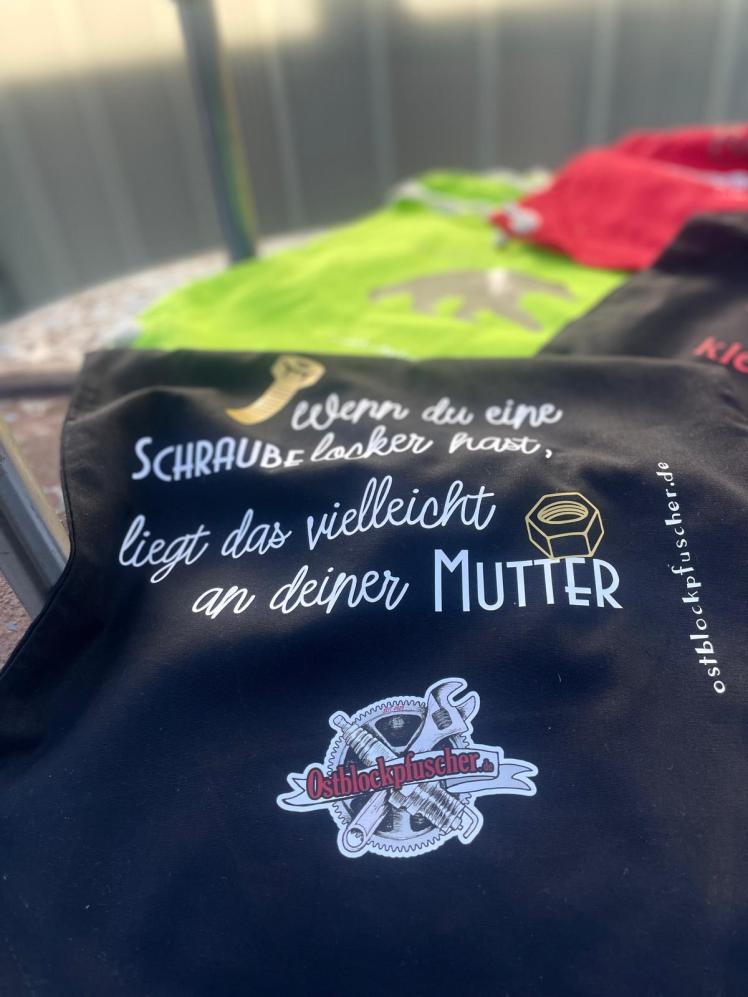 Wenn du eine
SCHRAUBE locker hast,
liegt das vielleicht
an deiner MUTTER
ostblockpfuscher.de
Ostblockpfuscher.de